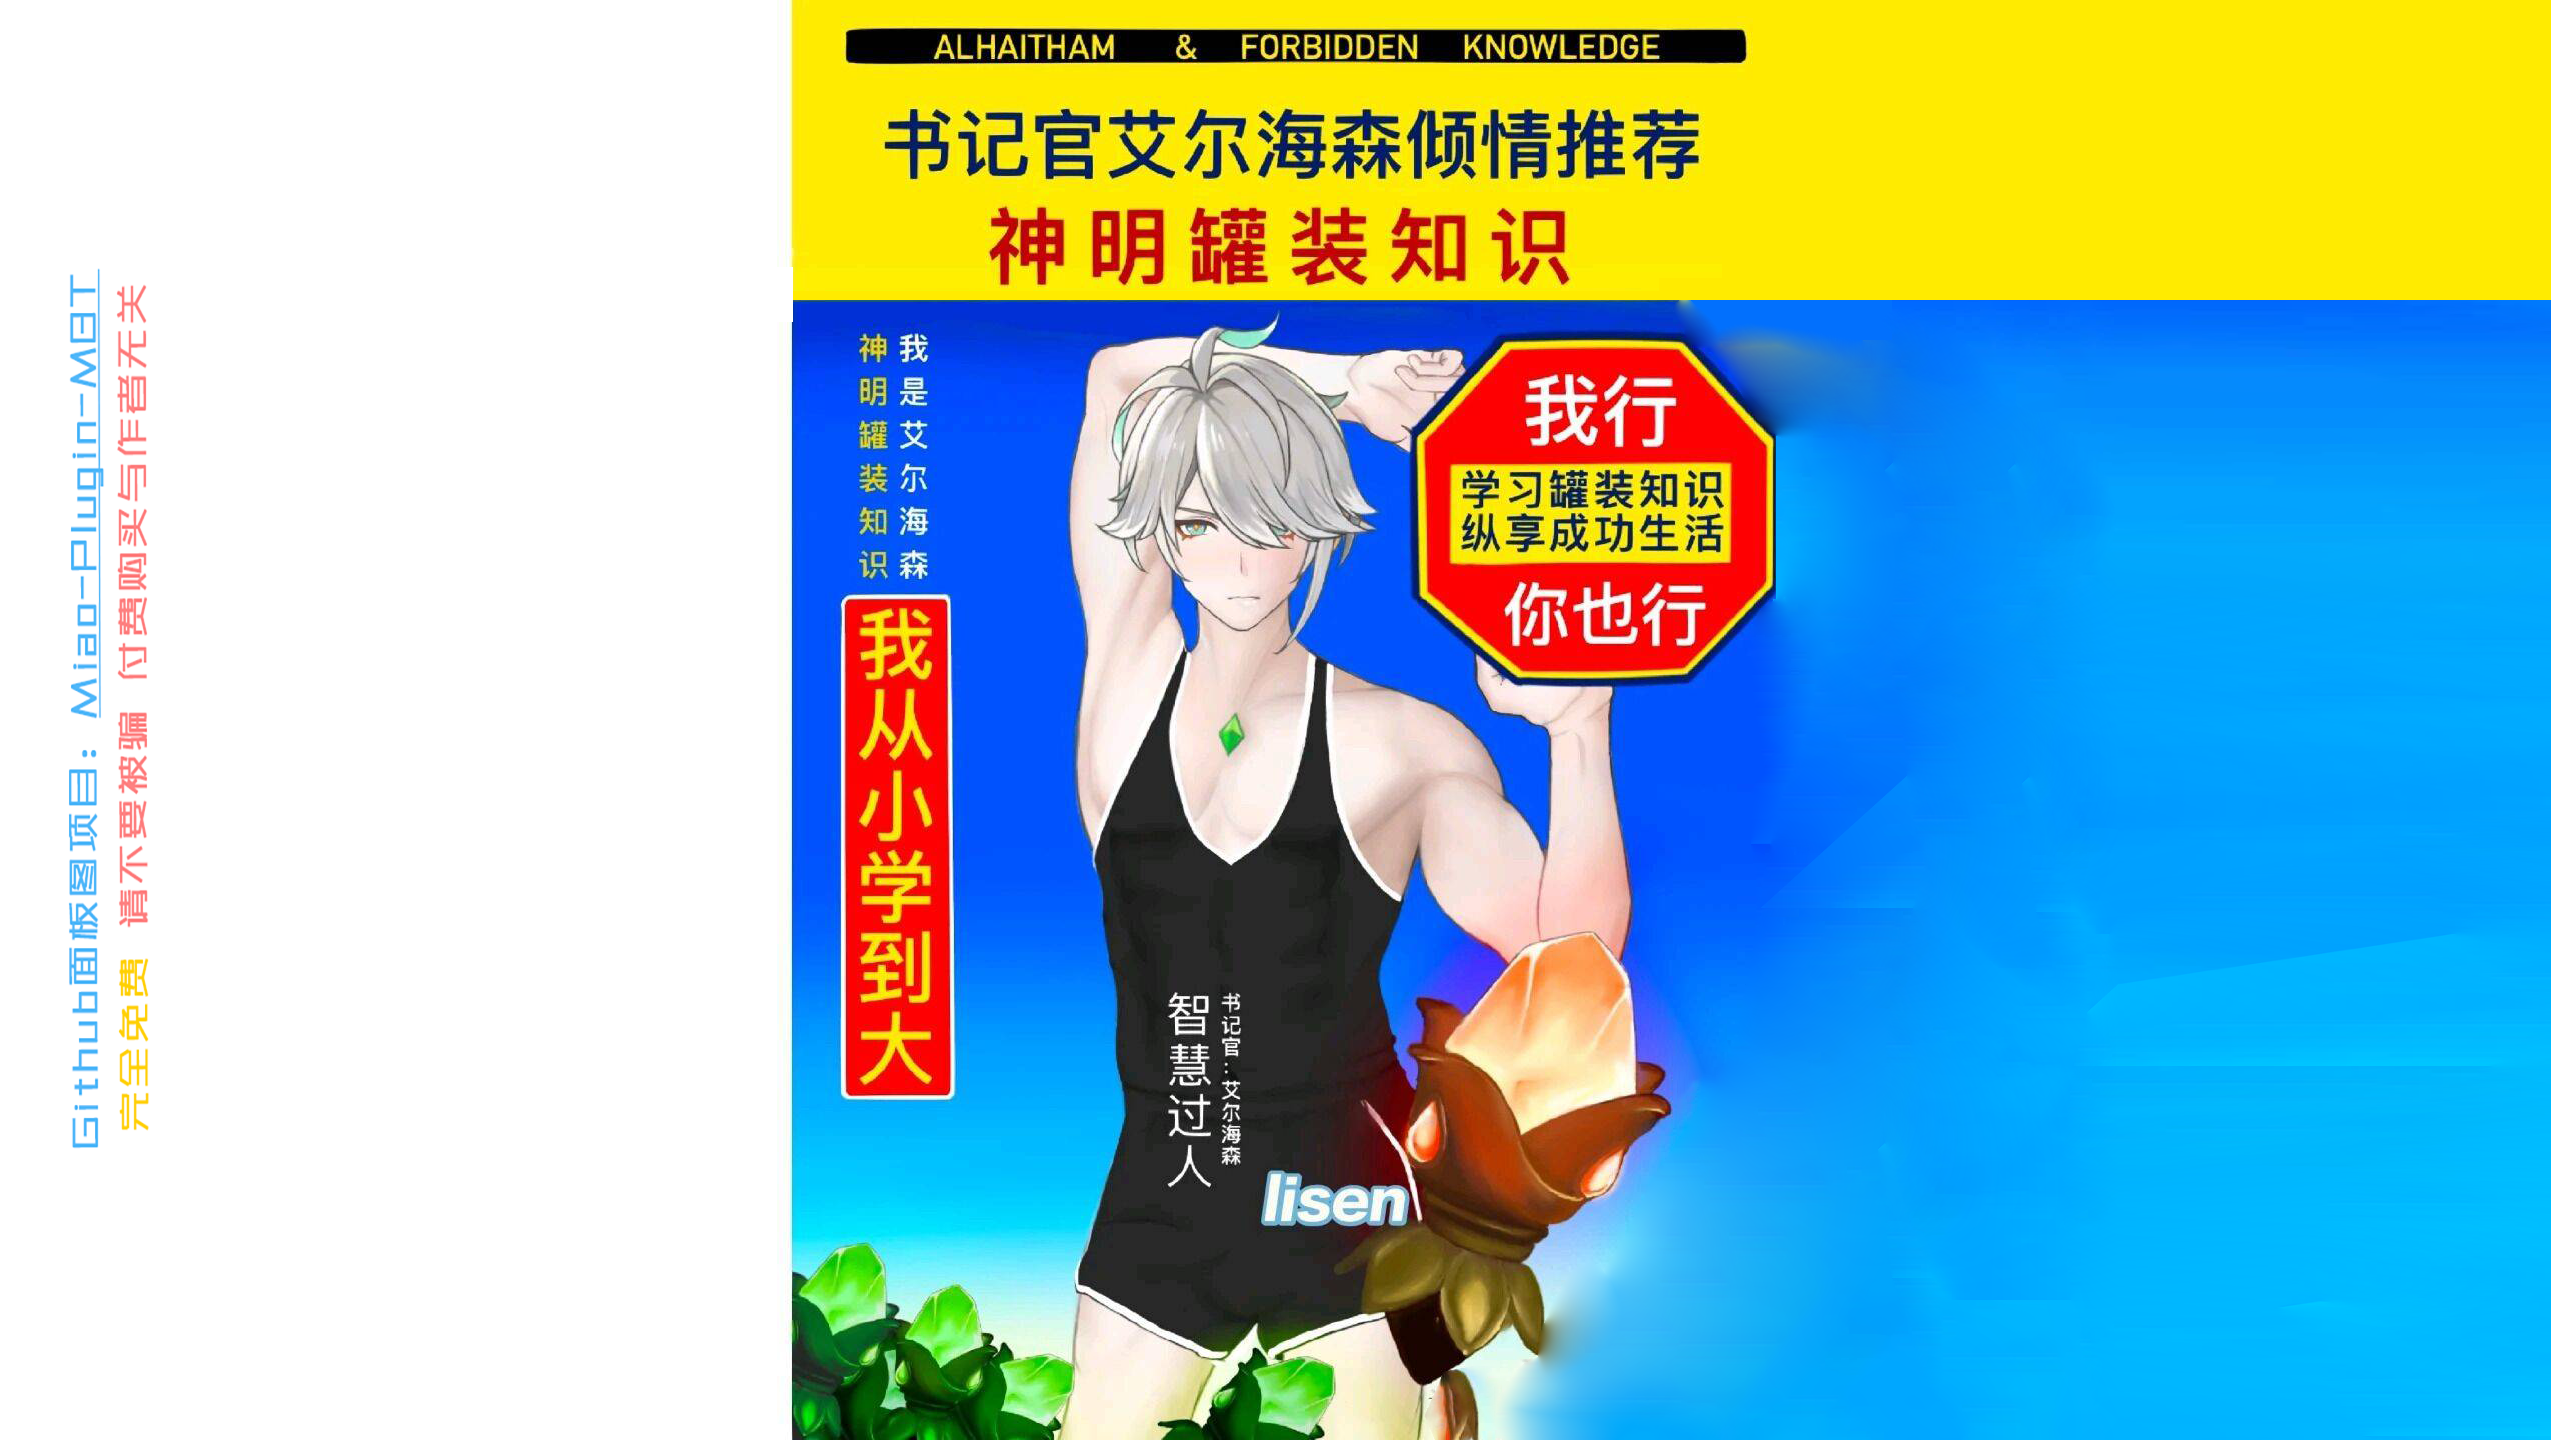 Github面板图项目：Miao-Plugin-MBT
完全免费 请不要被骗 付费购买与作者无关
ALHAITHAM & FORBIDDEN KNOWLEDGE
书记官艾尔海森倾情推荐
神明罐装知识
我是艾尔海森
神明罐装知识
我从小学到大
我行
学习罐装知识
纵享成功生活
你也行
书记官：艾尔海森
智慧过人
lisen